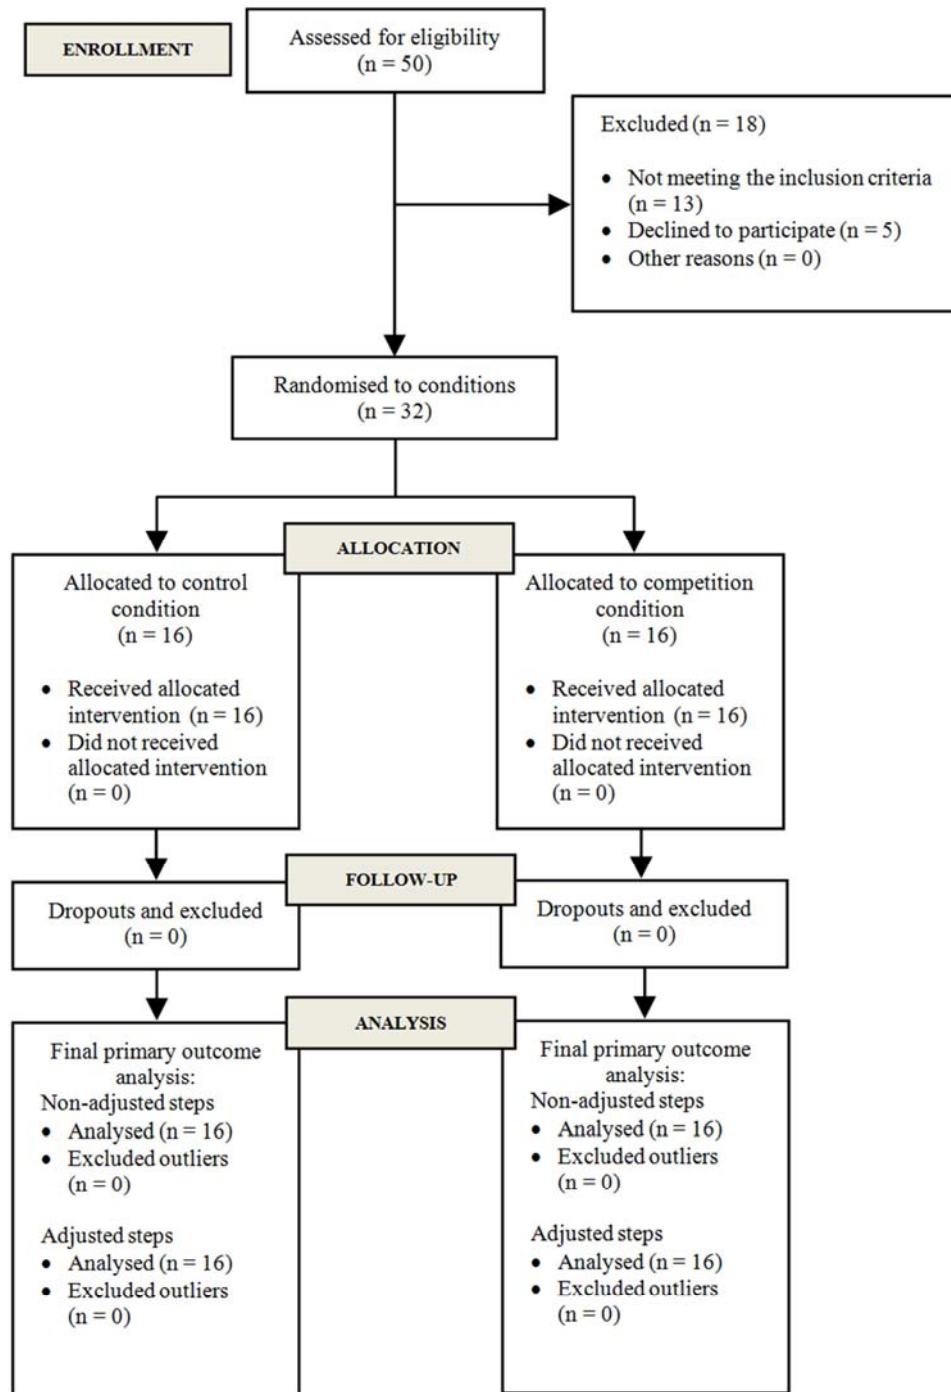 ENROLLMENT
Assessed for eligibility
(n = 50)
Excluded (n = 18)
• Not meeting the inclusion criteria
(n = 13)
• Declined to participate (n = 5)
• Other reasons (n = 0)
Randomised to conditions
(n = 32)
ALLOCATION
Allocated to control
condition
(n = 16)
• Received allocated
intervention (n = 16)
• Did not received
allocated intervention
(n = 0)
Allocated to competition
condition
(n = 16)
• Received allocated
intervention (n = 16)
• Did not received
allocated intervention
(n = 0)
FOLLOW-UP
Dropouts and excluded
(n = 0)
Dropouts and excluded
(n = 0)
ANALYSIS
Final primary outcome
analysis:
Non-adjusted steps
• Analysed (n = 16)
• Excluded outliers
(n = 0)
Adjusted steps
• Analysed (n = 16)
• Excluded outliers
(n = 0)
Final primary outcome
analysis:
Non-adjusted steps
• Analysed (n = 16)
• Excluded outliers
(n = 0)
Adjusted steps
• Analysed (n = 16)
• Excluded outliers
(n = 0)